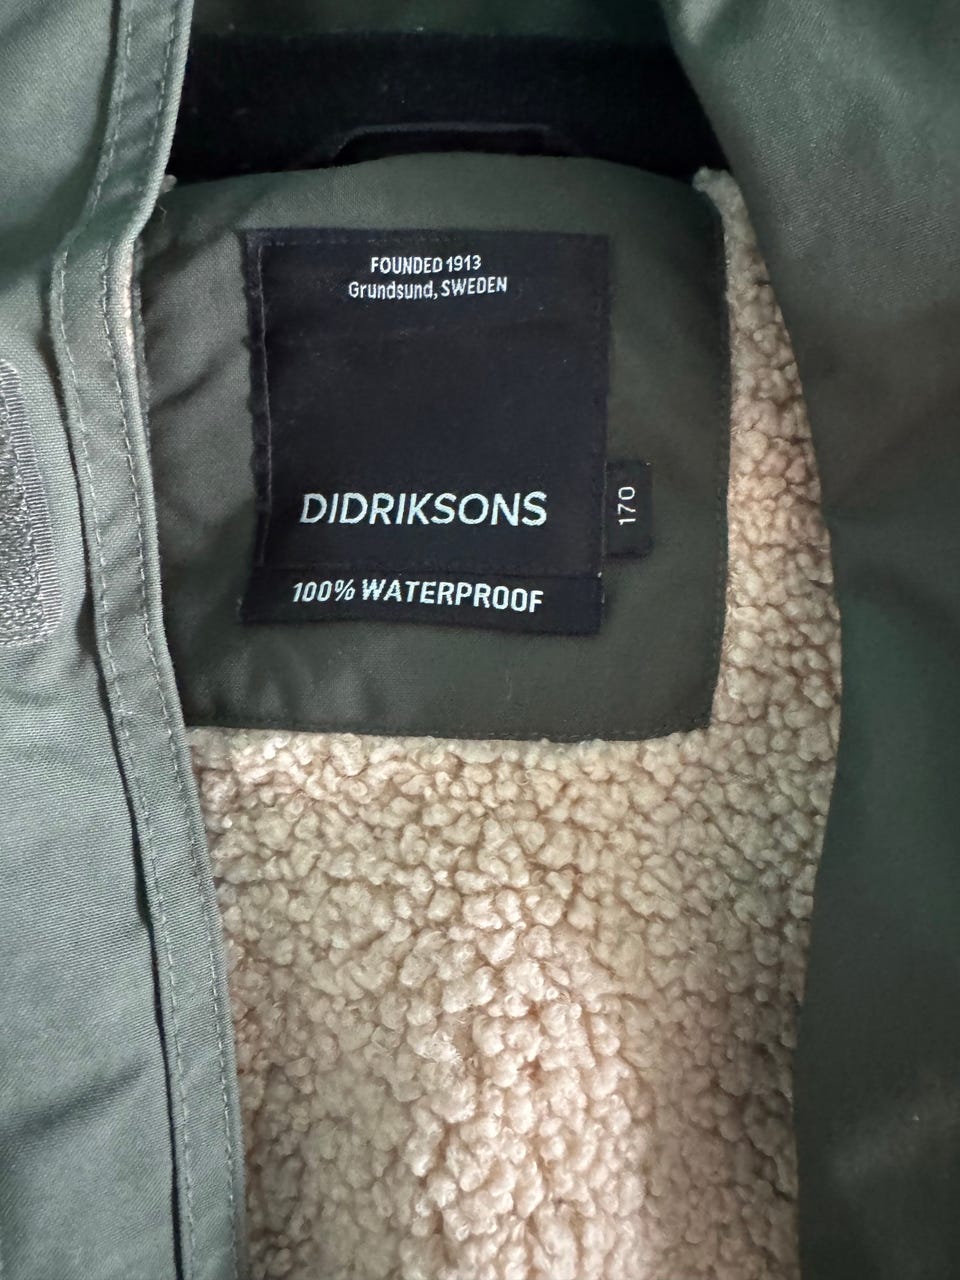 FOUNDED 1913
Grundsund, SWEDEN
DIDRIKSONS
170
100% WATERPROOF